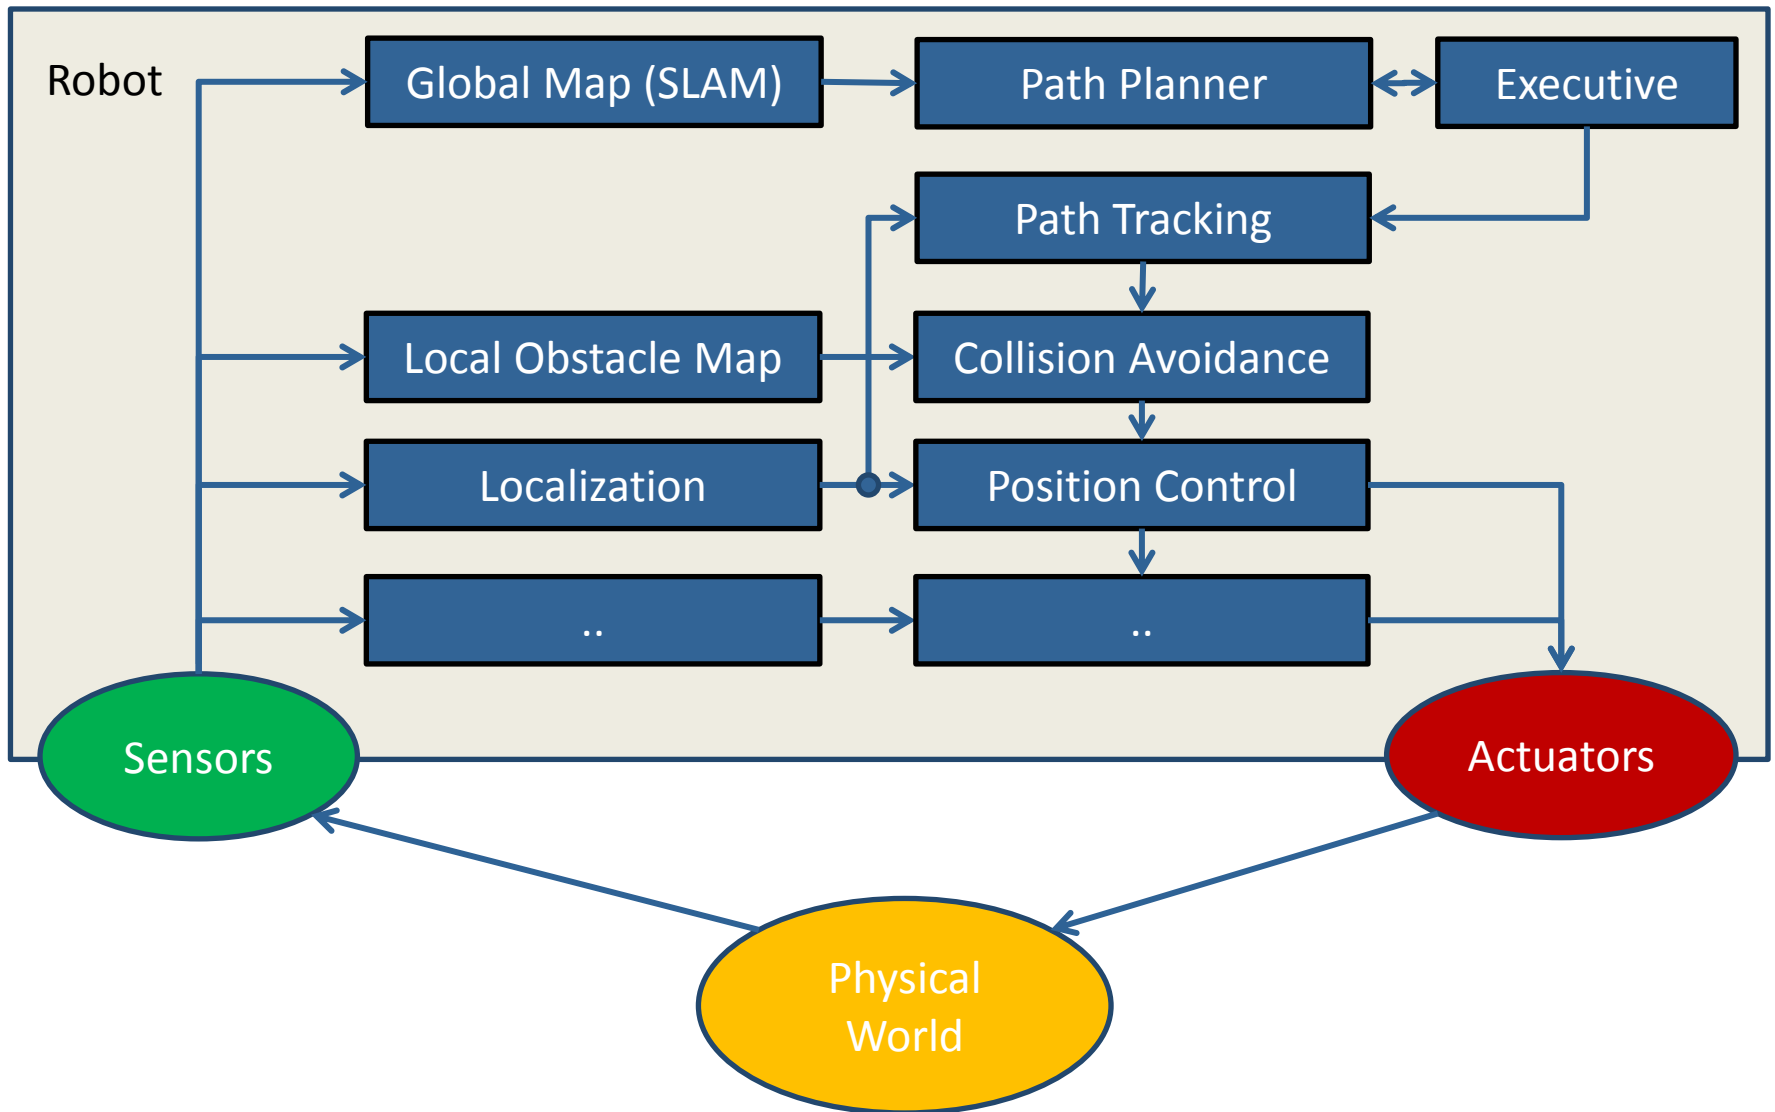 Robot
Global Map (SLAM)
Path Planner
Executive
Path Tracking
Local Obstacle Map
Collision Avoidance
Localization
Position Control
..
..
Sensors
Actuators
Physical
World